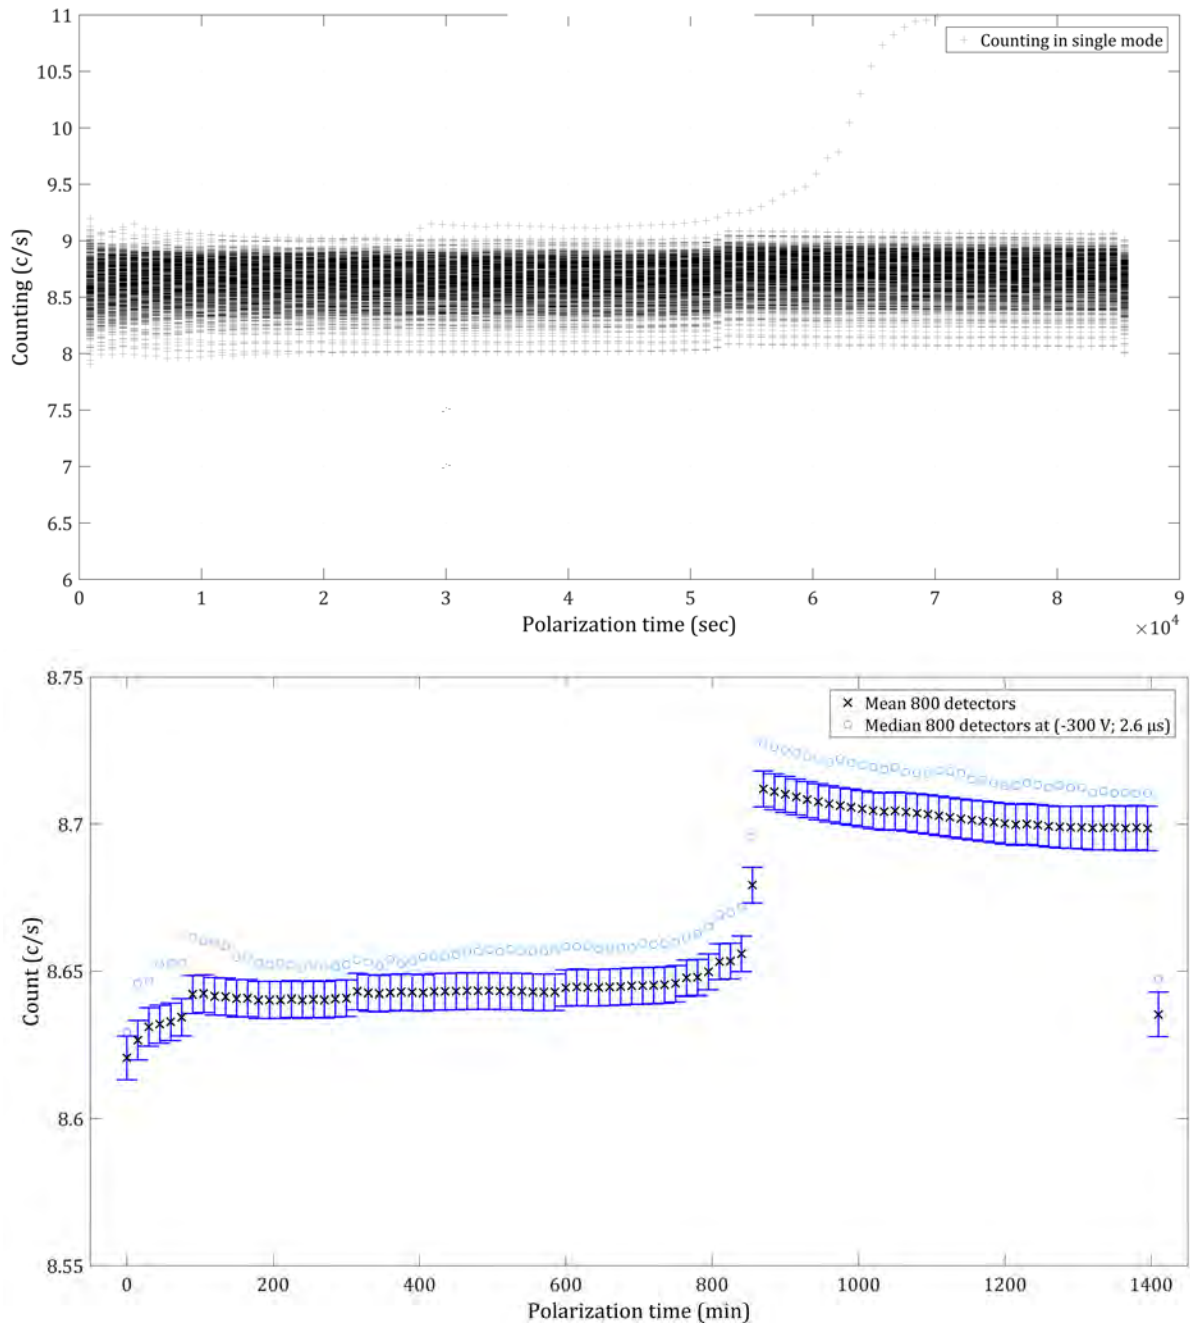 11
10.5
10
9.5
9
8.5
8
7.5
7
6.5
6
Counting (c/s)
+ Counting in single mode
0 1 2 3 4 5 6 7 8 9
Polarization time (sec)
×10⁴
8.75
8.7
8.65
8.6
8.55
Count (c/s)
× Mean 800 detectors
○ Median 800 detectors at (-300 V; 2.6 μs)
0 200 400 600 800 1000 1200 1400
Polarization time (min)